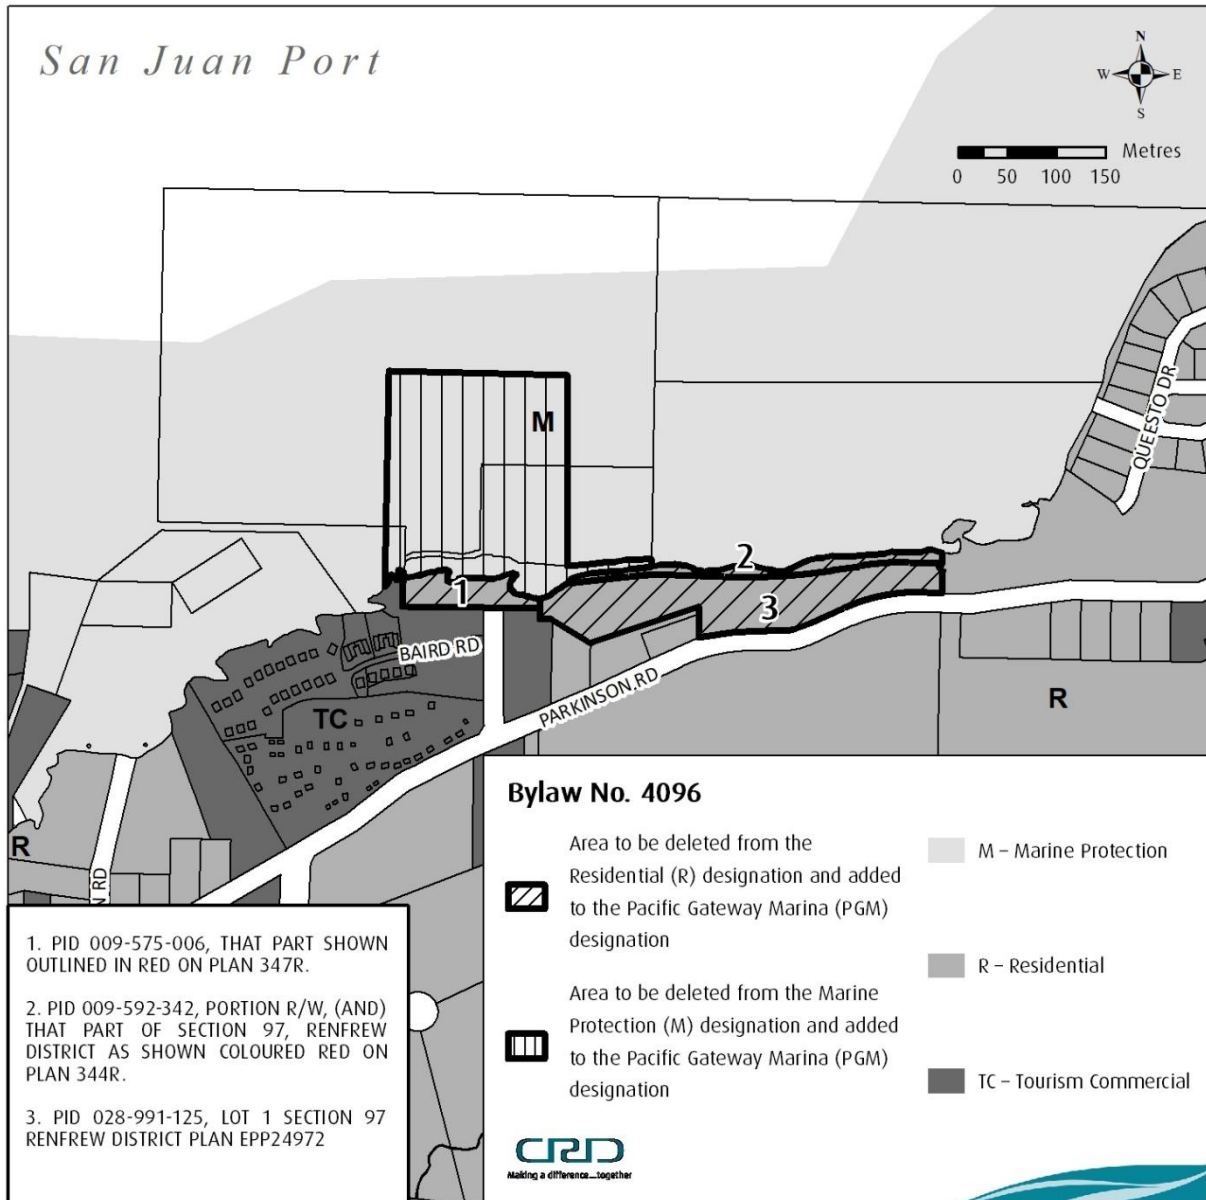 San Juan Port
N
W E
S
Metres
0 50 100 150
M
QUEESTO DR
2
1
3
BAIRD RD
PARKINSON RD
TC
R
R
N RD
Bylaw No. 4096
Area to be deleted from the
Residential (R) designation and added
to the Pacific Gateway Marina (PGM)
designation
Area to be deleted from the Marine
Protection (M) designation and added
to the Pacific Gateway Marina (PGM)
designation
M – Marine Protection
R – Residential
TC – Tourism Commercial
1. PID 009-575-006, THAT PART SHOWN
OUTLINED IN RED ON PLAN 347R.
2. PID 009-592-342, PORTION R/W, (AND)
THAT PART OF SECTION 97, RENFREW
DISTRICT AS SHOWN COLOURED RED ON
PLAN 344R.
3. PID 028-991-125, LOT 1 SECTION 97
RENFREW DISTRICT PLAN EPP24972
CRD
Making a difference...together